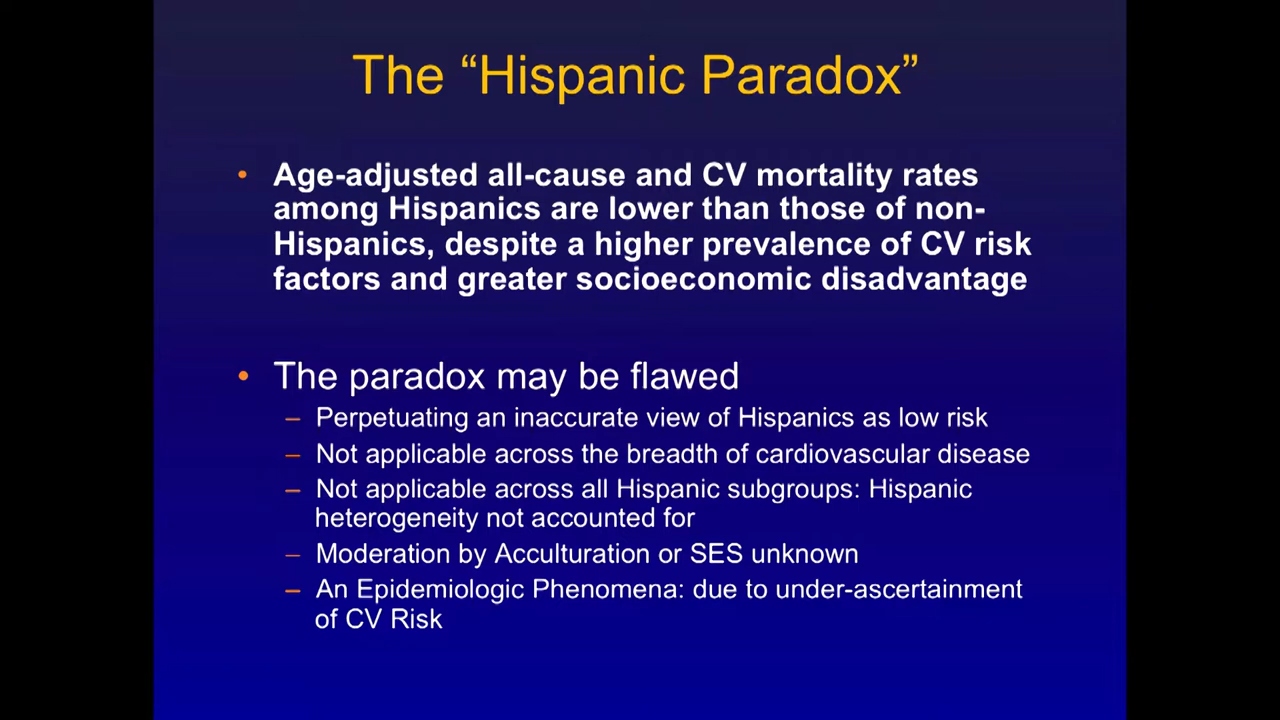 The “Hispanic Paradox”
• Age-adjusted all-cause and CV mortality rates
among Hispanics are lower than those of non-
Hispanics, despite a higher prevalence of CV risk
factors and greater socioeconomic disadvantage
• The paradox may be flawed
– Perpetuating an inaccurate view of Hispanics as low risk
– Not applicable across the breadth of cardiovascular disease
– Not applicable across all Hispanic subgroups: Hispanic
heterogeneity not accounted for
– Moderation by Acculturation or SES unknown
– An Epidemiologic Phenomena: due to under-ascertainment
of CV Risk